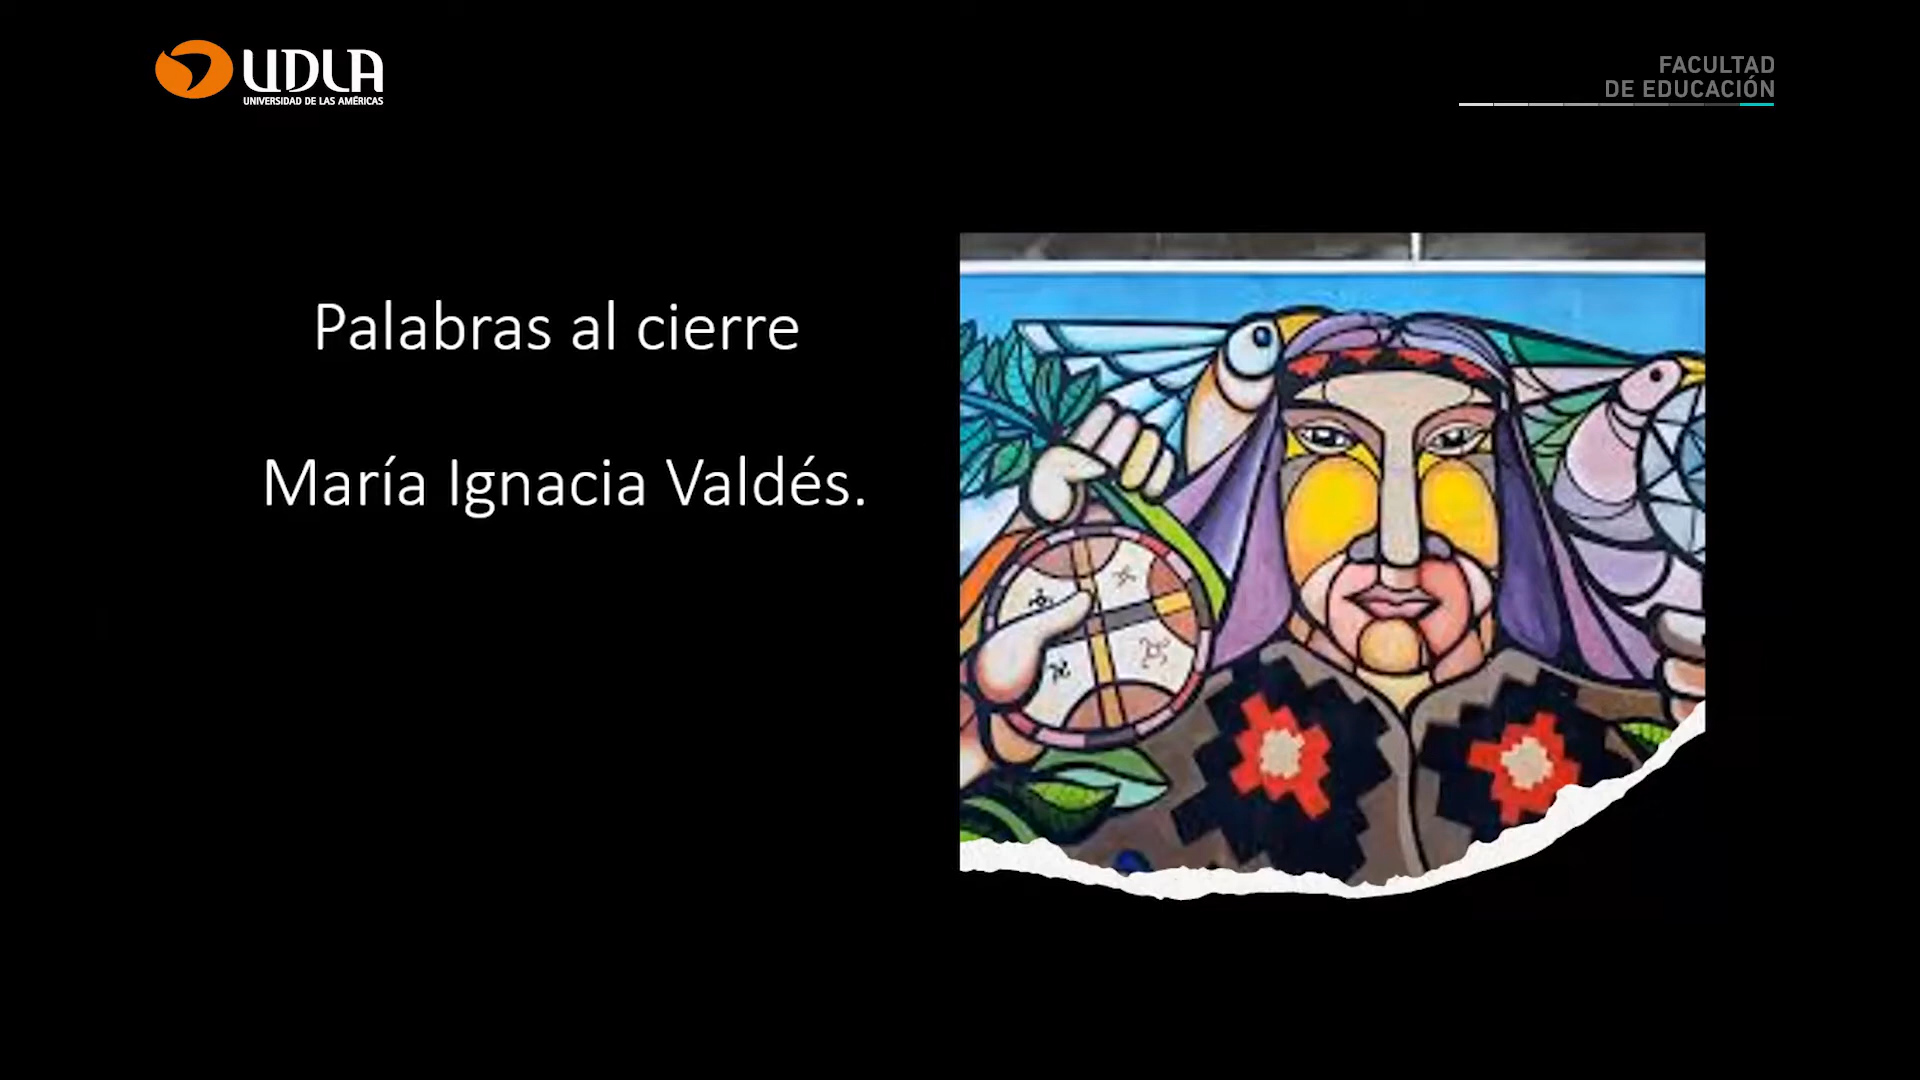 UDLA
UNIVERSIDAD DE LAS AMÉRICAS
FACULTAD
DE EDUCACIÓN
Palabras al cierre
María Ignacia Valdés.